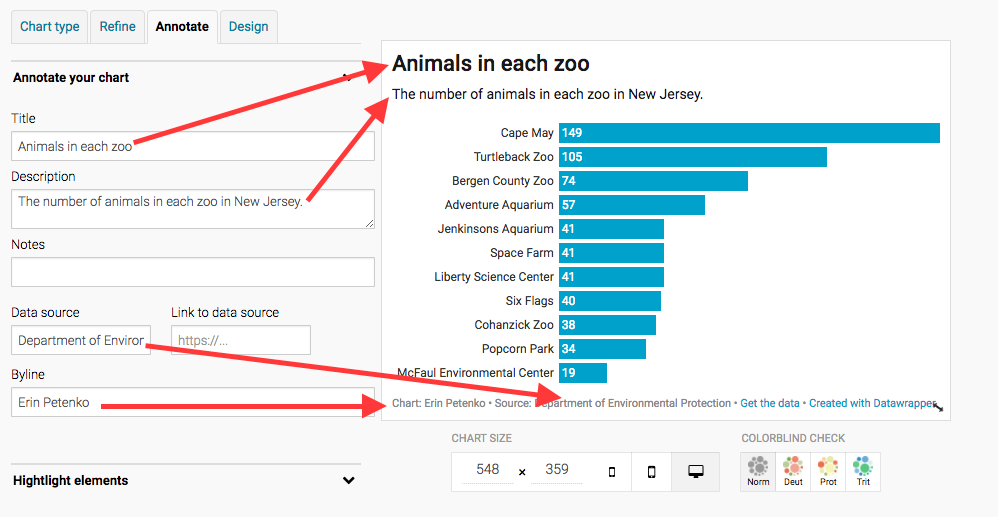 Chart type
Refine
Annotate
Design
Annotate your chart
Title
Animals in each zoo
Description
The number of animals in each zoo in New Jersey.
Notes
Data source
Link to data source
Department of Enviror
https://...
Byline
Erin Petenko
Hightlight elements
Animals in each zoo
The number of animals in each zoo in New Jersey.
Cape May 149
Turtleback Zoo 105
Bergen County Zoo 74
Adventure Aquarium 57
Jenkinsons Aquarium 41
Space Farm 41
Liberty Science Center 41
Six Flags 40
Cohanzick Zoo 38
Popcorn Park 34
McFaul Environmental Center 19
Chart: Erin Petenko • Source: Department of Environmental Protection • Get the data • Created with Datawrapper
CHART SIZE
548 × 359
COLORBLIND CHECK
Norm Deut Prot Trit